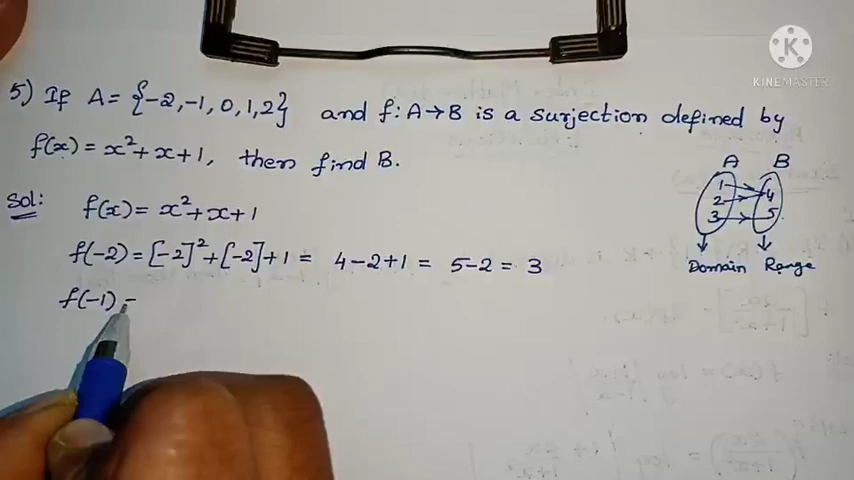 K
KINEMASTER
5) If A = {-2, -1, 0, 1, 2} and f: A→B is a surjection defined by
f(x) = x² + x + 1, then find B.
A B
1 4
2 5
3
Domain Range
Sol: f(x) = x² + x + 1
f(-2) = [-2]² + [-2] + 1 = 4 - 2 + 1 = 5 - 2 = 3
f(-1) =